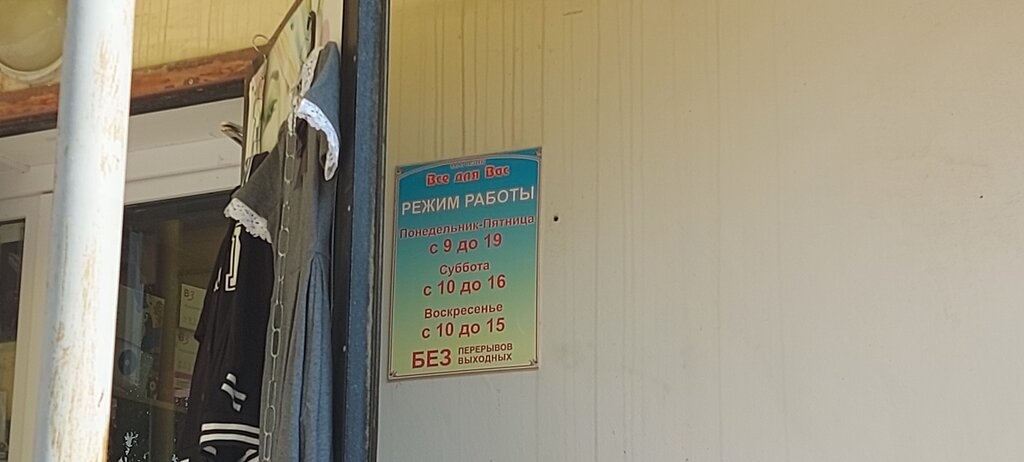 Все для Вас
РЕЖИМ РАБОТЫ
Понедельник-Пятница
с 9 до 19
Суббота
с 10 до 16
Воскресенье
с 10 до 15
БЕЗ ПЕРЕРЫВОВ
ВЫХОДНЫХ